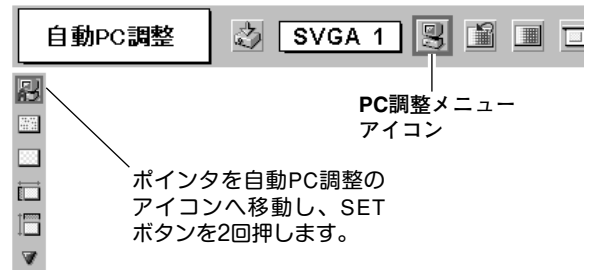 自動PC調整
SVGA 1
PC調整メニュー
アイコン
ポインタを自動PC調整の
アイコンへ移動し、SET
ボタンを2回押します。